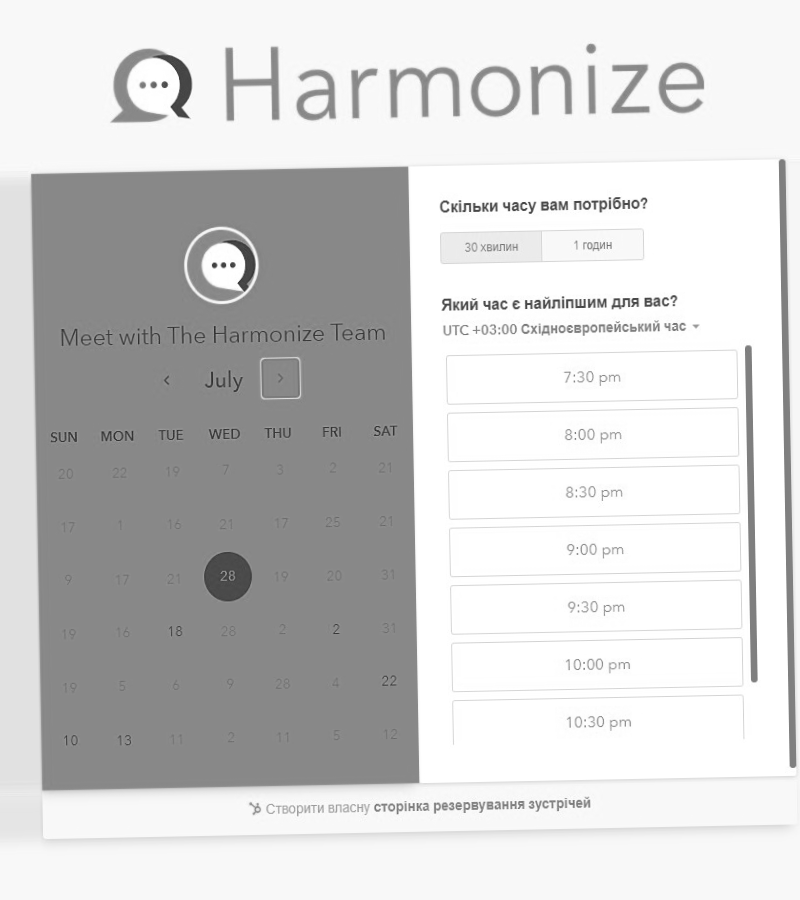 Harmonize
Meet with The Harmonize Team
July
SUN MON TUE WED THU FRI SAT
20 22 19 7 3 2 21
17 1 16 21 17 25 21
9 17 21 28 19 20 31
19 16 18 28 2 2 31
19 5 6 9 28 4 22
10 13 11 2 11 5 12
Скільки часу вам потрібно?
30 хвилин 1 годин
Який час є найліпшим для вас?
UTC +03:00 Східноєвропейський час
7:30 pm
8:00 pm
8:30 pm
9:00 pm
9:30 pm
10:00 pm
10:30 pm
Створити власну сторінка резервування зустрічей